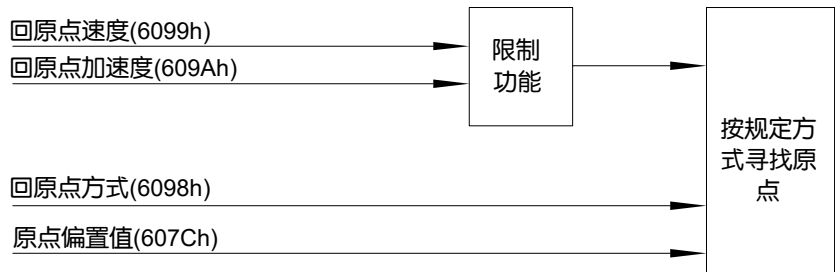 回原点速度(6099h)
回原点加速度(609Ah)
限制
功能
按规定方
式寻找原
点
回原点方式(6098h)
原点偏置值(607Ch)